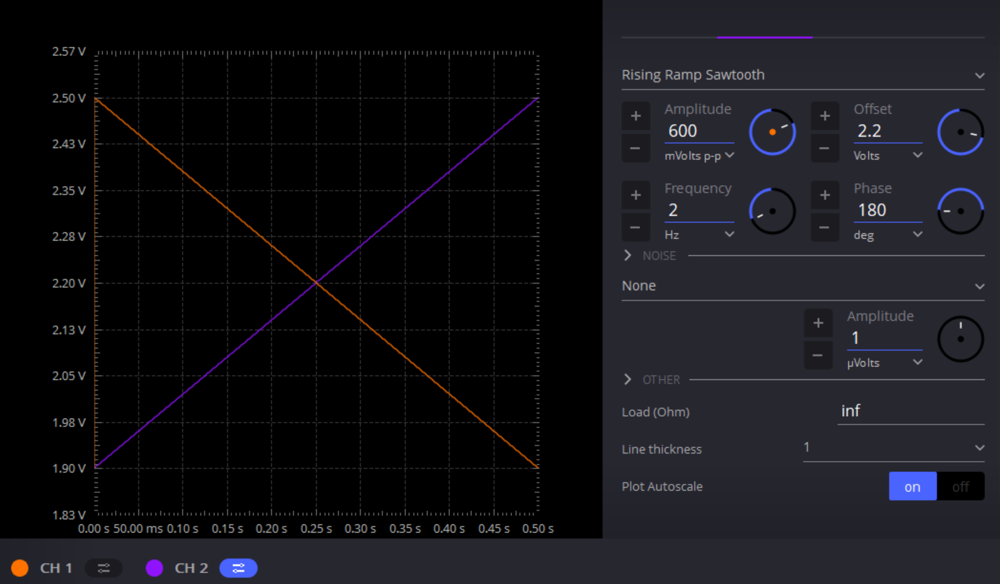 2.57 V
2.50 V
2.43 V
2.35 V
2.28 V
2.20 V
2.13 V
2.05 V
1.98 V
1.90 V
1.83 V
0.00 s 50.00 ms 0.10 s 0.15 s 0.20 s 0.25 s 0.30 s 0.35 s 0.40 s 0.45 s 0.50 s
Rising Ramp Sawtooth
+ Amplitude + Offset
600 2.2
− mVolts p-p − Volts
+ Frequency + Phase
2 180
− Hz − deg
NOISE
None
+ Amplitude
1
− µVolts
OTHER
Load (Ohm) inf
Line thickness 1
Plot Autoscale on off
CH 1 CH 2